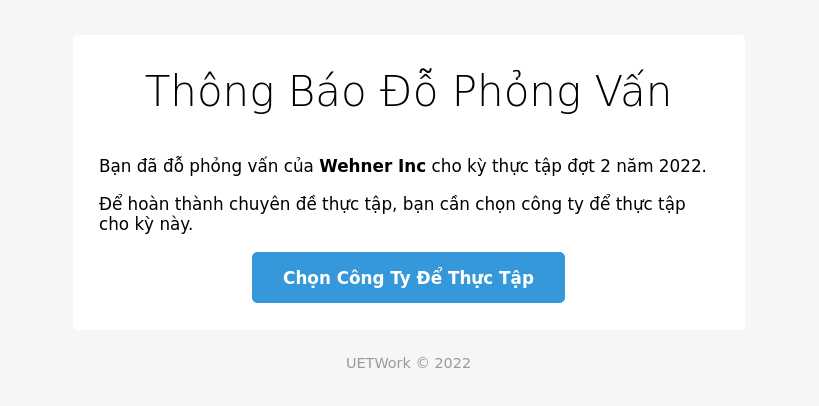 Thông Báo Đỗ Phỏng Vấn
Bạn đã đỗ phỏng vấn của Wehner Inc cho kỳ thực tập đợt 2 năm 2022.
Để hoàn thành chuyên đề thực tập, bạn cần chọn công ty để thực tập
cho kỳ này.
Chọn Công Ty Để Thực Tập
UETWork © 2022